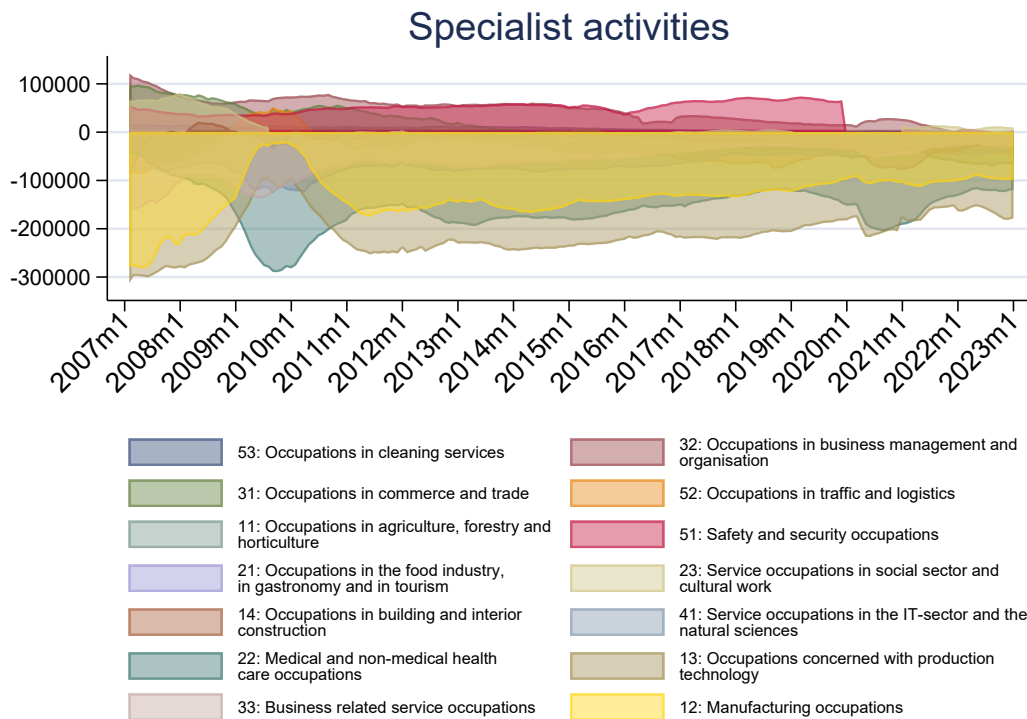 Specialist activities
100000
0
-100000
-200000
-300000
2007m1
2008m1
2009m1
2010m1
2011m1
2012m1
2013m1
2014m1
2015m1
2016m1
2017m1
2018m1
2019m1
2020m1
2021m1
2022m1
2023m1
53: Occupations in cleaning services
32: Occupations in business management and
organisation
31: Occupations in commerce and trade
52: Occupations in traffic and logistics
11: Occupations in agriculture, forestry and
horticulture
51: Safety and security occupations
21: Occupations in the food industry,
in gastronomy and in tourism
23: Service occupations in social sector and
cultural work
14: Occupations in building and interior
construction
41: Service occupations in the IT-sector and the
natural sciences
22: Medical and non-medical health
care occupations
13: Occupations concerned with production
technology
33: Business related service occupations
12: Manufacturing occupations